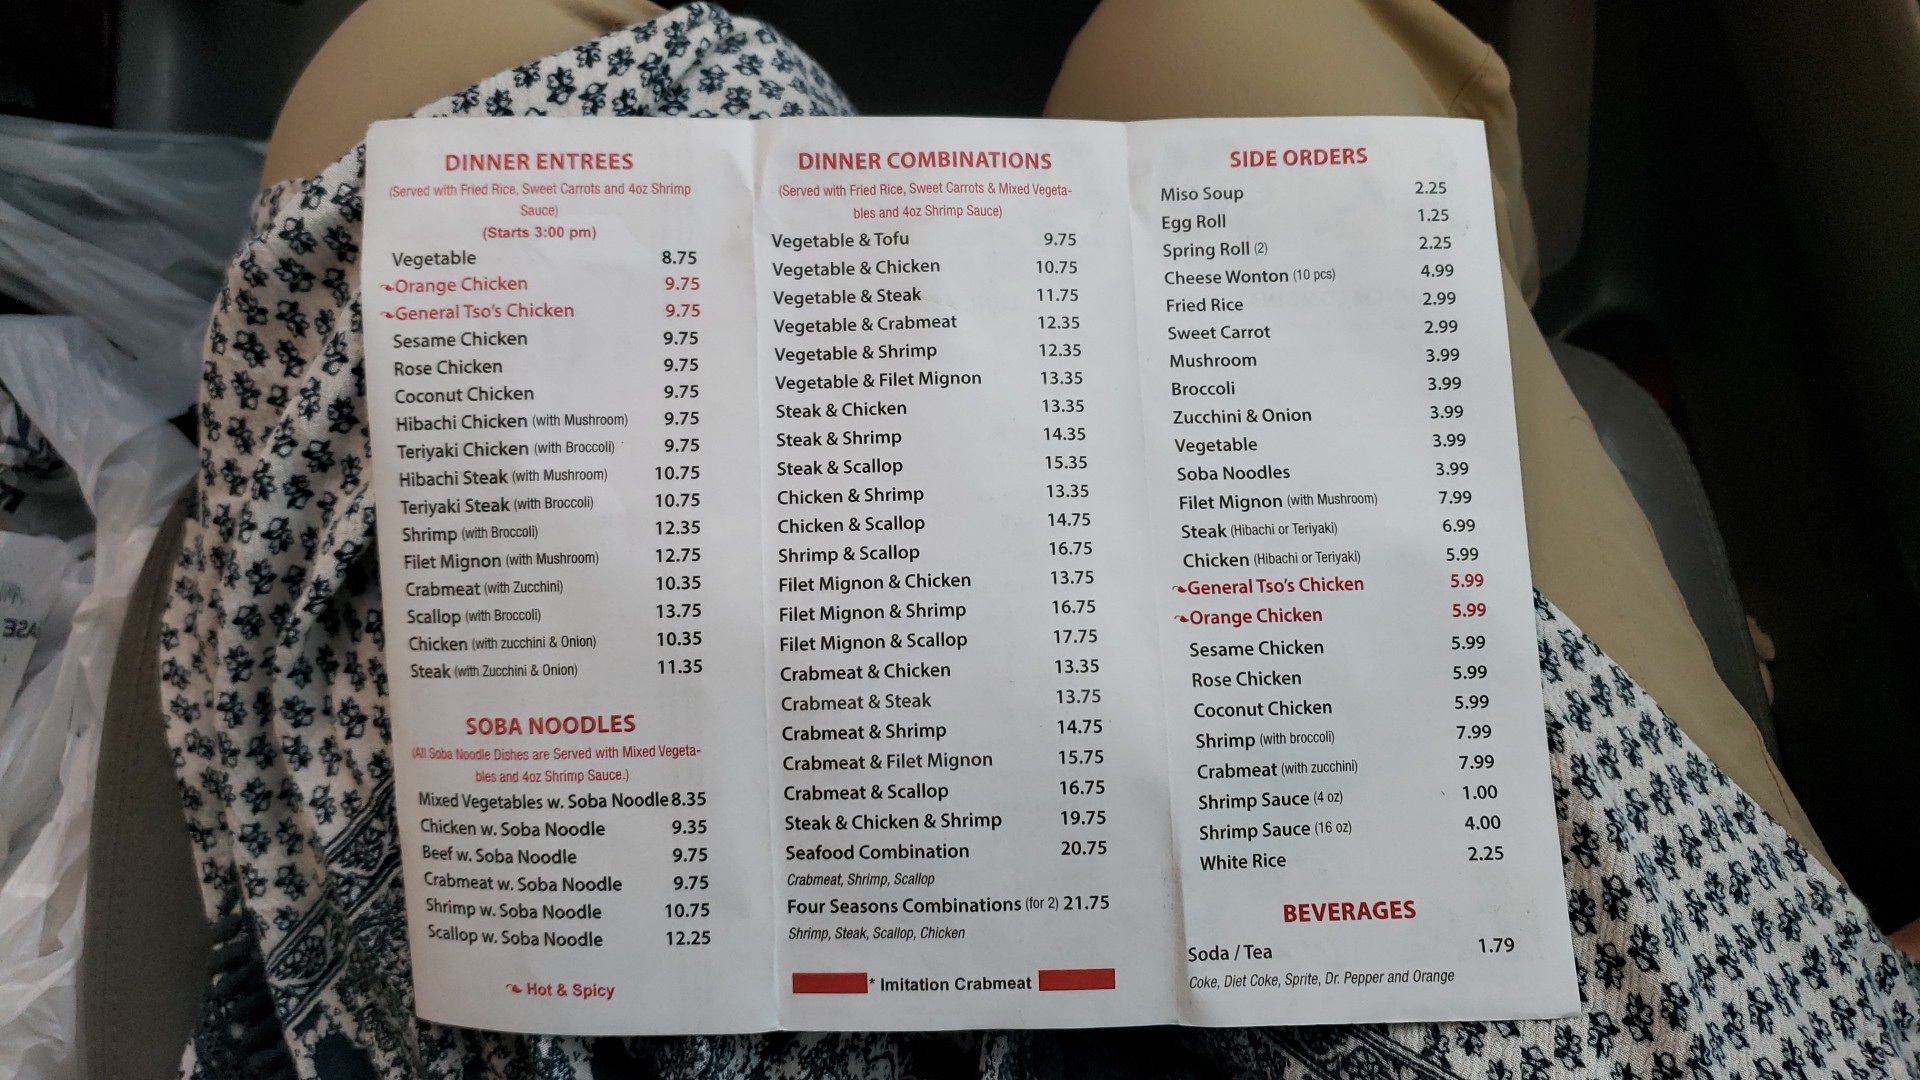 DINNER ENTREES
(Served with Fried Rice, Sweet Carrots and 4oz Shrimp
Sauce)
(Starts 3:00 pm)
Vegetable 8.75
Orange Chicken 9.75
General Tso's Chicken 9.75
Sesame Chicken 9.75
Rose Chicken 9.75
Coconut Chicken 9.75
Hibachi Chicken (with Mushroom) 9.75
Teriyaki Chicken (with Broccoli) 9.75
Hibachi Steak (with Mushroom) 10.75
Teriyaki Steak (with Broccoli) 10.75
Shrimp (with Broccoli) 12.35
Filet Mignon (with Mushroom) 12.75
Crabmeat (with Zucchini) 10.35
Scallop (with Broccoli) 13.75
Chicken (with zucchini & Onion) 10.35
Steak (with Zucchini & Onion) 11.35
SOBA NOODLES
(All Soba Noodle Dishes are Served with Mixed Vegeta-
bles and 4oz Shrimp Sauce.)
Mixed Vegetables w. Soba Noodle 8.35
Chicken w. Soba Noodle 9.35
Beef w. Soba Noodle 9.75
Crabmeat w. Soba Noodle 9.75
Shrimp w. Soba Noodle 10.75
Scallop w. Soba Noodle 12.25
Hot & Spicy
DINNER COMBINATIONS
(Served with Fried Rice, Sweet Carrots & Mixed Vegeta-
bles and 4oz Shrimp Sauce)
Vegetable & Tofu 9.75
Vegetable & Chicken 10.75
Vegetable & Steak 11.75
Vegetable & Crabmeat 12.35
Vegetable & Shrimp 12.35
Vegetable & Filet Mignon 13.35
Steak & Chicken 13.35
Steak & Shrimp 14.35
Steak & Scallop 15.35
Chicken & Shrimp 13.35
Chicken & Scallop 14.75
Shrimp & Scallop 16.75
Filet Mignon & Chicken 13.75
Filet Mignon & Shrimp 16.75
Filet Mignon & Scallop 17.75
Crabmeat & Chicken 13.35
Crabmeat & Steak 13.75
Crabmeat & Shrimp 14.75
Crabmeat & Filet Mignon 15.75
Crabmeat & Scallop 16.75
Steak & Chicken & Shrimp 19.75
Seafood Combination 20.75
Crabmeat, Shrimp, Scallop
Four Seasons Combinations (for 2) 21.75
Shrimp, Steak, Scallop, Chicken
* Imitation Crabmeat
SIDE ORDERS
Miso Soup 2.25
Egg Roll 1.25
Spring Roll (2) 2.25
Cheese Wonton (10 pcs) 4.99
Fried Rice 2.99
Sweet Carrot 2.99
Mushroom 3.99
Broccoli 3.99
Zucchini & Onion 3.99
Vegetable 3.99
Soba Noodles 3.99
Filet Mignon (with Mushroom) 7.99
Steak (Hibachi or Teriyaki) 6.99
Chicken (Hibachi or Teriyaki) 5.99
General Tso's Chicken 5.99
Orange Chicken 5.99
Sesame Chicken 5.99
Rose Chicken 5.99
Coconut Chicken 5.99
Shrimp (with broccoli) 7.99
Crabmeat (with zucchini) 7.99
Shrimp Sauce (4 oz) 1.00
Shrimp Sauce (16 oz) 4.00
White Rice 2.25
BEVERAGES
Soda / Tea 1.79
Coke, Diet Coke, Sprite, Dr. Pepper and Orange